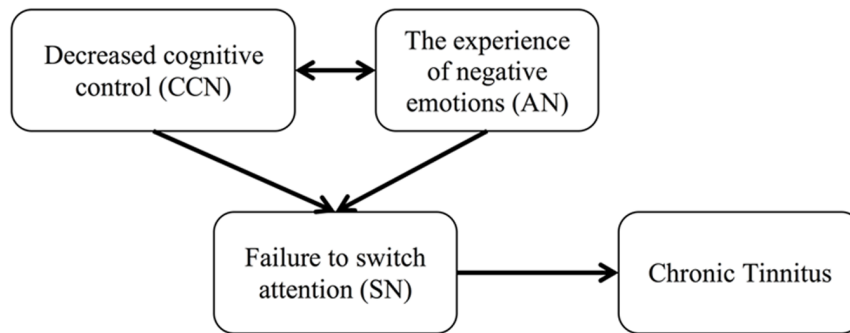 Decreased cognitive
control (CCN)
The experience
of negative
emotions (AN)
Failure to switch
attention (SN)
Chronic Tinnitus